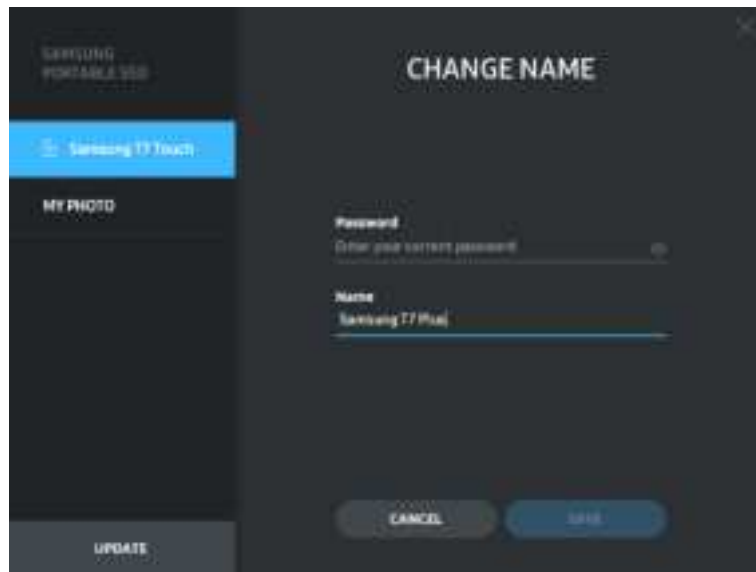 SAMSUNG
PORTABLE SSD
CHANGE NAME
Samsung T7 Touch
MY PHOTO
Password
Enter your current password
Name
Samsung T7 Plus
CANCEL
SAVE
UPDATE